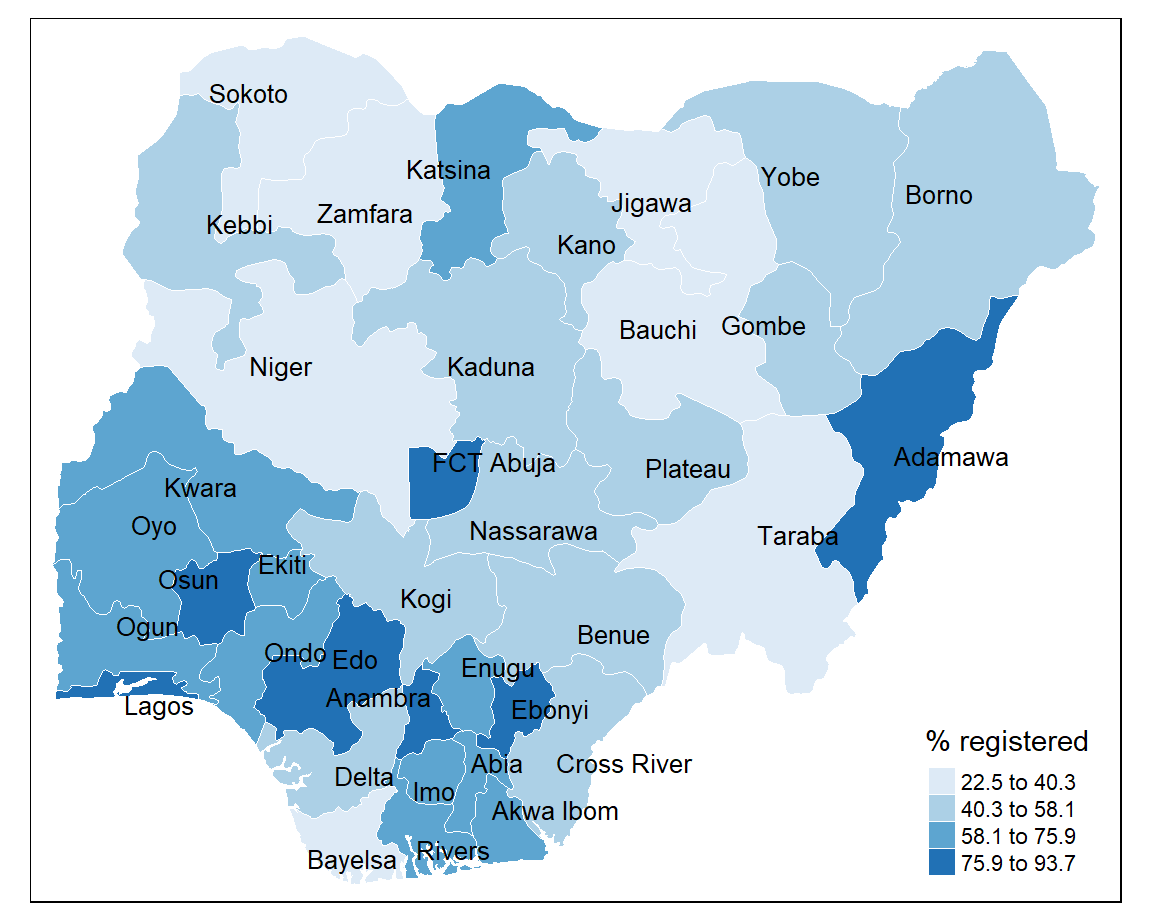 Sokoto
Katsina
Yobe
Borno
Jigawa
Kebbi
Zamfara
Kano
Bauchi
Gombe
Niger
Kaduna
FCT Abuja
Plateau
Adamawa
Kwara
Oyo
Nassarawa
Taraba
Ekiti
Osun
Kogi
Ogun
Benue
Ondo
Edo
Enugu
Anambra
Lagos
Ebonyi
Delta
Abia
Cross River
Imo
Akwa Ibom
Bayelsa
Rivers
% registered
22.5 to 40.3
40.3 to 58.1
58.1 to 75.9
75.9 to 93.7